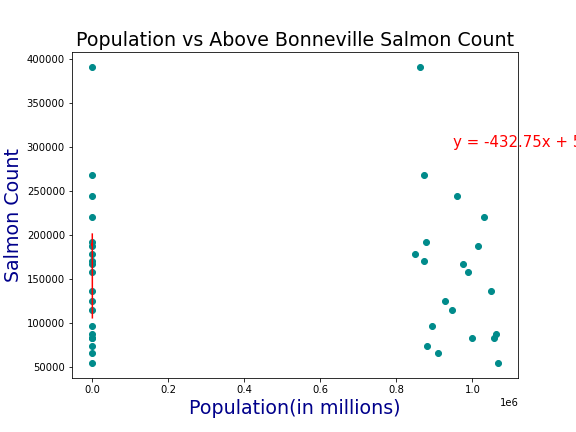 Population vs Above Bonneville Salmon Count
400000
350000
300000
250000
200000
150000
100000
50000
Salmon Count
y = -432.75x + 5
0.0 0.2 0.4 0.6 0.8 1.0
1e6
Population(in millions)